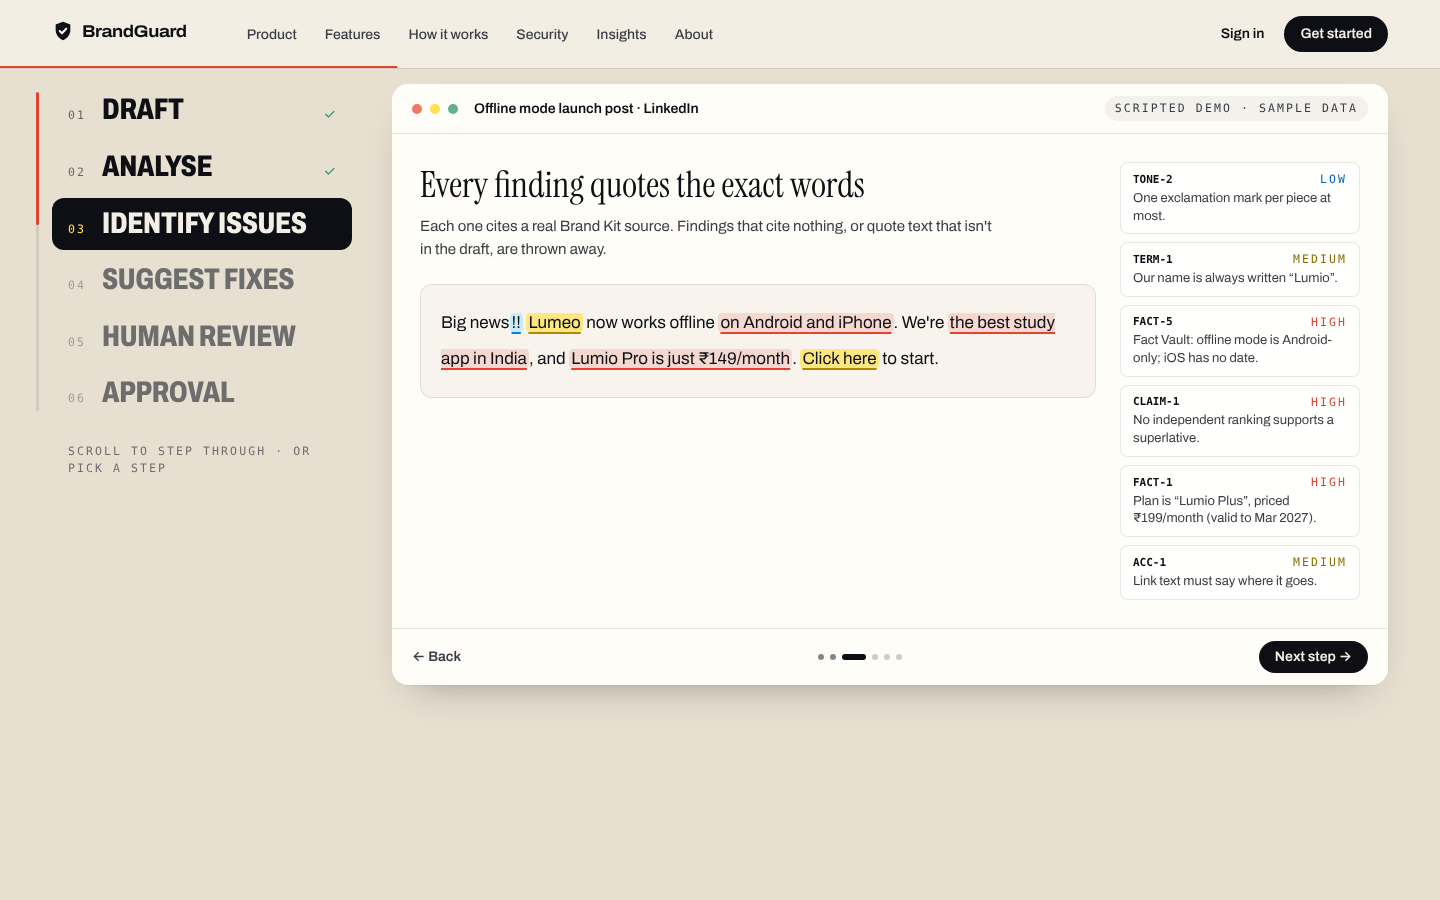 BrandGuard
Product Features How it works Security Insights About
Sign in Get started
01 DRAFT ✓
02 ANALYSE ✓
03 IDENTIFY ISSUES
04 SUGGEST FIXES
05 HUMAN REVIEW
06 APPROVAL
SCROLL TO STEP THROUGH · OR
PICK A STEP
Offline mode launch post · LinkedIn
SCRIPTED DEMO · SAMPLE DATA
Every finding quotes the exact words
Each one cites a real Brand Kit source. Findings that cite nothing, or quote text that isn't
in the draft, are thrown away.
Big news!! Lumeo now works offline on Android and iPhone. We're the best study
app in India, and Lumio Pro is just ₹149/month. Click here to start.
TONE-2 LOW
One exclamation mark per piece at
most.
TERM-1 MEDIUM
Our name is always written “Lumio”.
FACT-5 HIGH
Fact Vault: offline mode is Android-
only; iOS has no date.
CLAIM-1 HIGH
No independent ranking supports a
superlative.
FACT-1 HIGH
Plan is “Lumio Plus”, priced
₹199/month (valid to Mar 2027).
ACC-1 MEDIUM
Link text must say where it goes.
← Back
Next step →